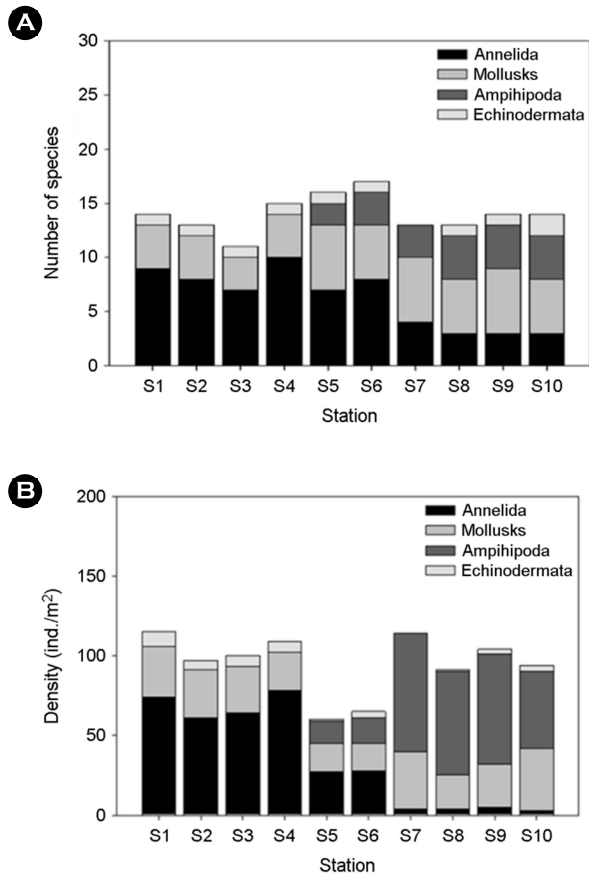 A
30
25
20
15
10
5
0
Number of species
Annelida
Mollusks
Ampihipoda
Echinodermata
S1 S2 S3 S4 S5 S6 S7 S8 S9 S10
Station
B
200
150
100
50
0
Density (ind./m²)
Annelida
Mollusks
Ampihipoda
Echinodermata
S1 S2 S3 S4 S5 S6 S7 S8 S9 S10
Station